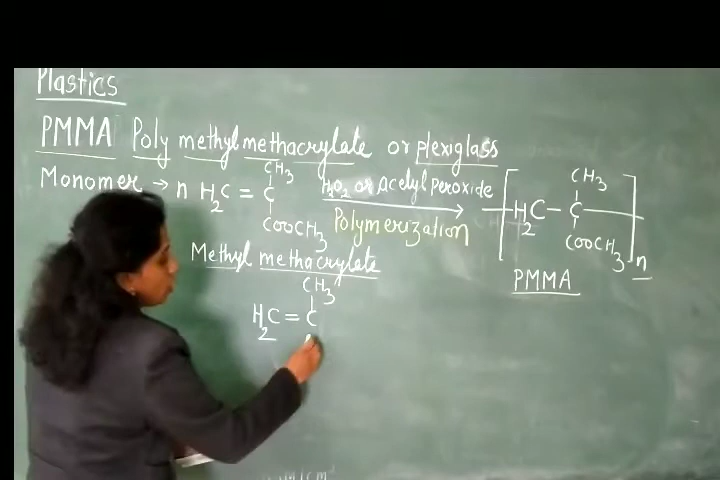 Plastics
PMMA Poly methyl methacrylate or plexiglass
Monomer → n H2C = C CH3 COOCH3 H2O2 or Acetyl Peroxide Polymerization [ H2C - C CH3 COOCH3 ]n
Methyl methacrylate PMMA
CH3
H2C = C